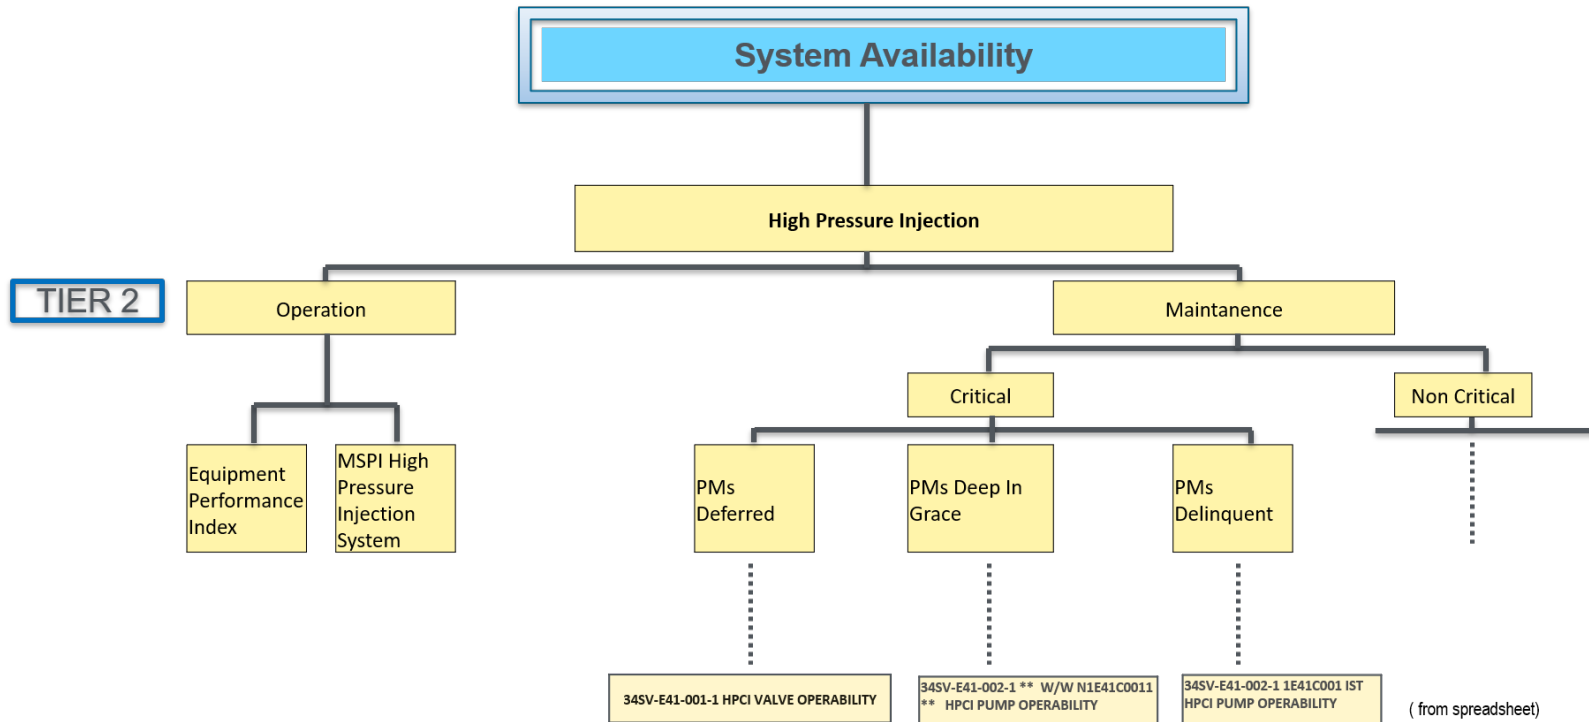 System Availability
High Pressure Injection
TIER 2
Operation
Maintanence
Critical
Non Critical
Equipment
Performance
Index
MSPI High
Pressure
Injection
System
PMs
Deferred
PMs Deep In
Grace
PMs
Delinquent
34SV-E41-001-1 HPCI VALVE OPERABILITY
34SV-E41-002-1 ** W/W N1E41C0011
** HPCI PUMP OPERABILITY
34SV-E41-002-1 1E41C001 IST
HPCI PUMP OPERABILITY
( from spreadsheet)